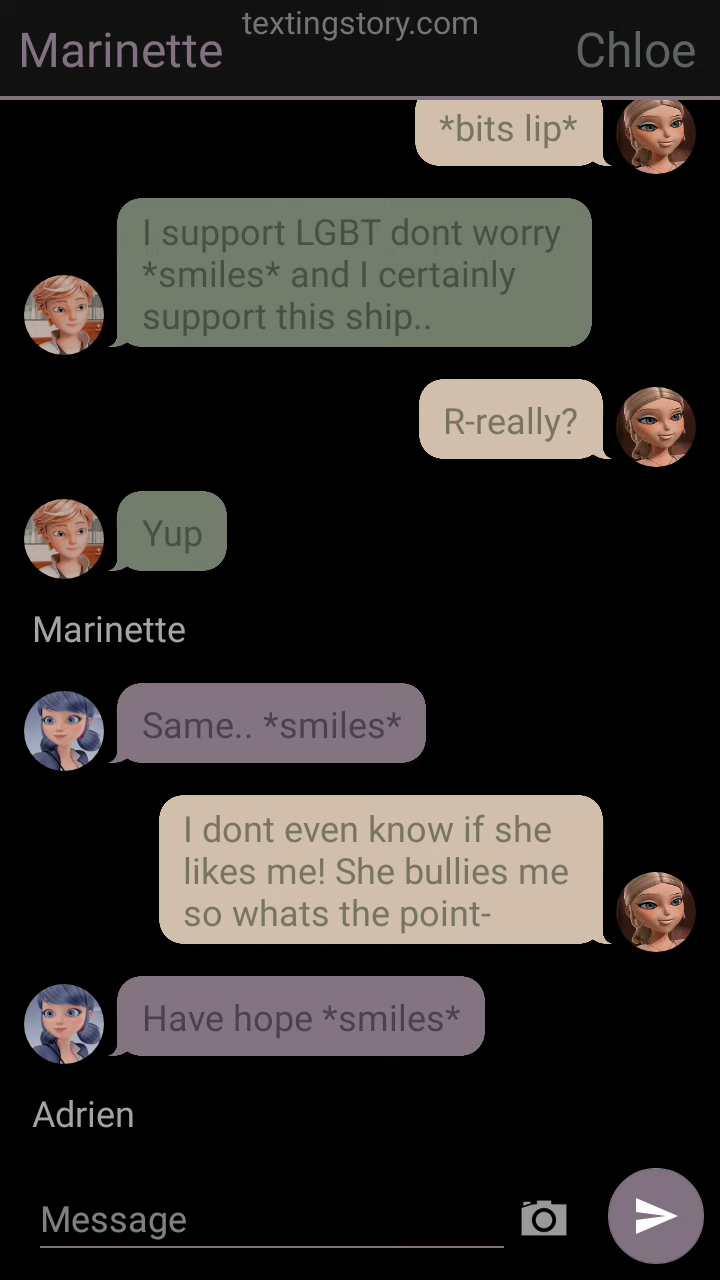 textingstory.com
Marinette
Chloe
*bits lip*
I support LGBT dont worry
*smiles* and I certainly
support this ship..
R-really?
Yup
Marinette
Same.. *smiles*
I dont even know if she
likes me! She bullies me
so whats the point-
Have hope *smiles*
Adrien
Message